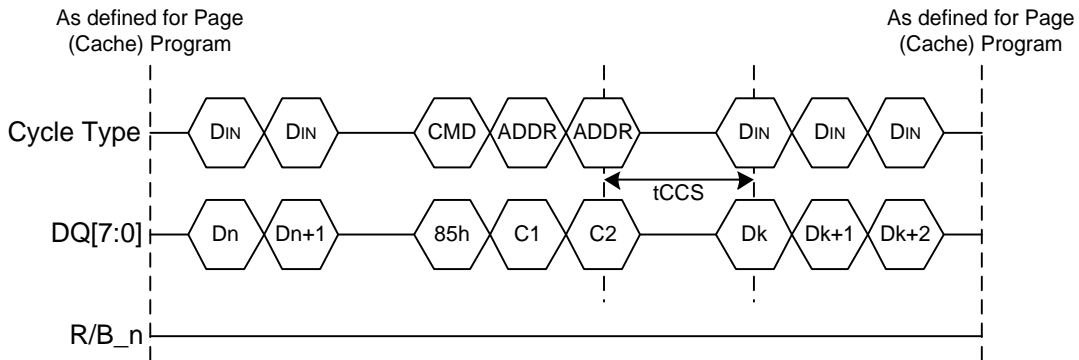 As defined for Page
(Cache) Program
As defined for Page
(Cache) Program
Cycle Type
DIN
DIN
CMD
ADDR
ADDR
DIN
DIN
DIN
tCCS
DQ[7:0]
Dn
Dn+1
85h
C1
C2
Dk
Dk+1
Dk+2
R/B_n